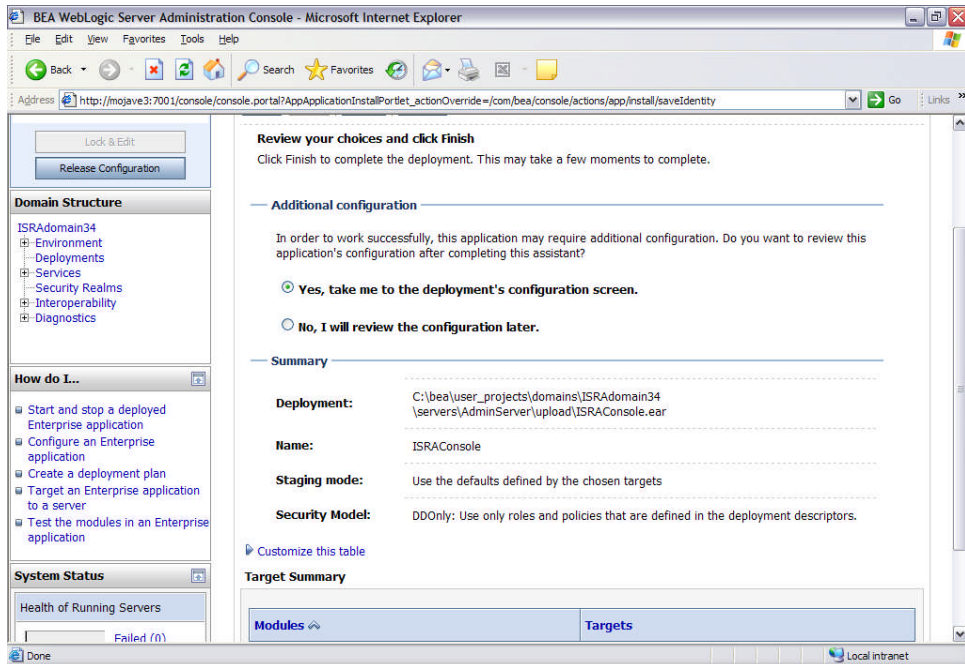 BEA WebLogic Server Administration Console - Microsoft Internet Explorer
File Edit View Favorites Tools Help
Back Search Favorites
Address http://mojave3:7001/console/console.portal?AppApplicationInstallPortlet_actionOverride=/com/bea/console/actions/app/install/saveIdentity Go Links »
Lock & Edit
Release Configuration
Domain Structure
ISRAdomain34
Environment
Deployments
Services
Security Realms
Interoperability
Diagnostics
How do I...
Start and stop a deployed
Enterprise application
Configure an Enterprise
application
Create a deployment plan
Target an Enterprise application
to a server
Test the modules in an Enterprise
application
System Status
Health of Running Servers
Failed (0)
Review your choices and click Finish
Click Finish to complete the deployment. This may take a few moments to complete.
Additional configuration
In order to work successfully, this application may require additional configuration. Do you want to review this
application's configuration after completing this assistant?
Yes, take me to the deployment's configuration screen.
No, I will review the configuration later.
Summary
Deployment: C:\bea\user_projects\domains\ISRAdomain34
\servers\AdminServer\upload\ISRAConsole.ear
Name: ISRAConsole
Staging mode: Use the defaults defined by the chosen targets
Security Model: DDOnly: Use only roles and policies that are defined in the deployment descriptors.
Customize this table
Target Summary
Modules Targets
Done Local intranet